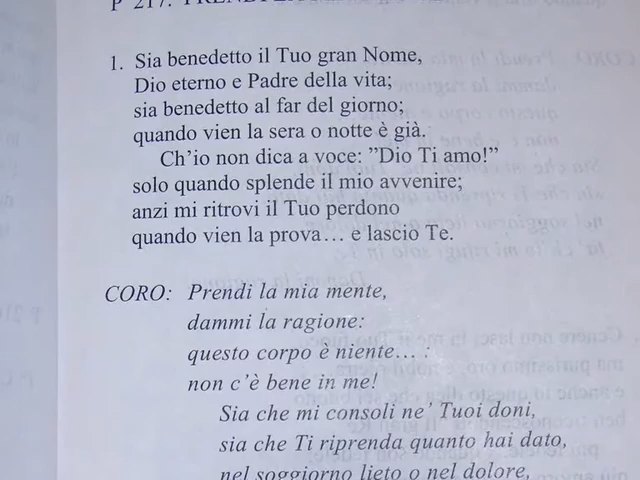 P 217. PRENDI
1. Sia benedetto il Tuo gran Nome,
Dio eterno e Padre della vita;
sia benedetto al far del giorno;
quando vien la sera o notte è già.
Ch'io non dica a voce: ”Dio Ti amo!”
solo quando splende il mio avvenire;
anzi mi ritrovi il Tuo perdono
quando vien la prova… e lascio Te.
CORO: Prendi la mia mente,
dammi la ragione:
questo corpo è niente… :
non c'è bene in me!
Sia che mi consoli ne' Tuoi doni,
sia che Ti riprenda quanto hai dato,
nel soggiorno lieto o nel dolore,